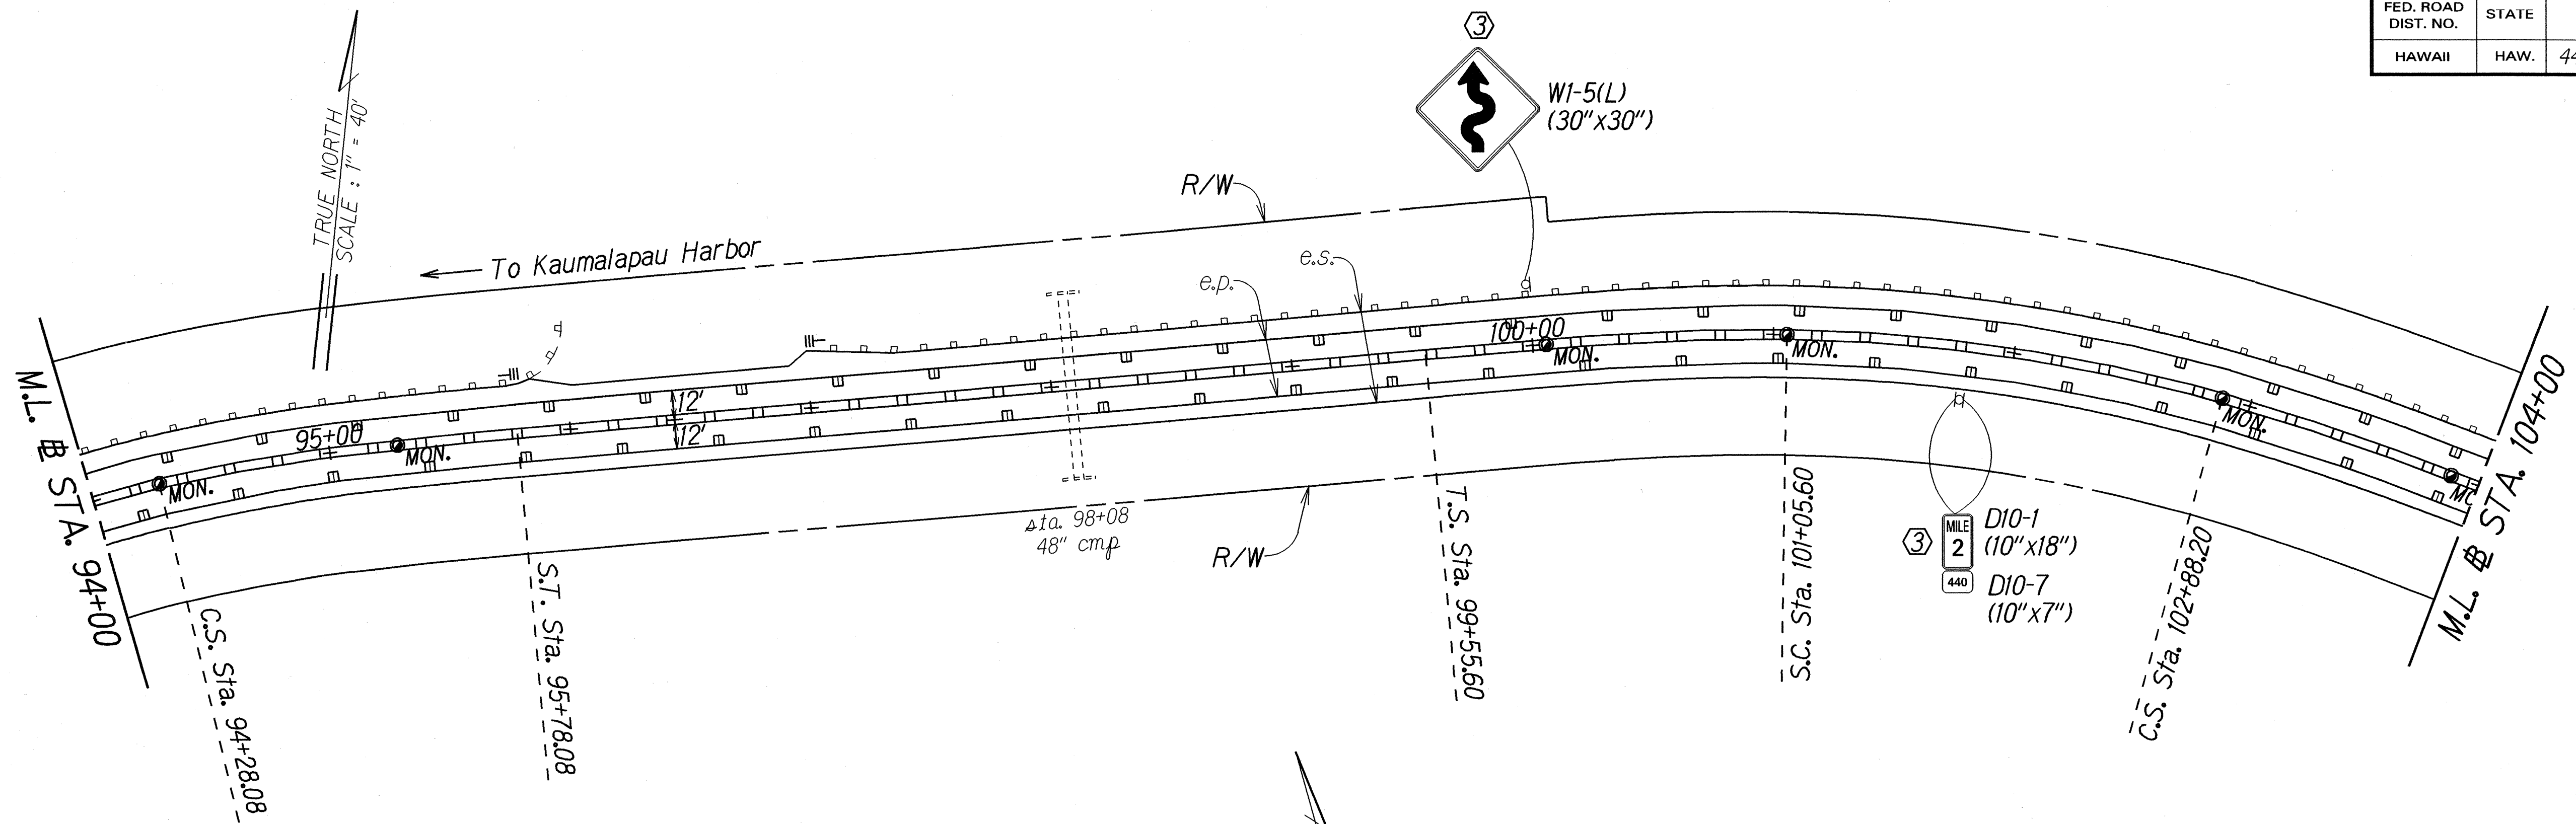 FED. ROAD
DIST. NO.
STATE
HAWAII
HAW.
3
W1-5(L)
(30"x30")
TRUE NORTH
SCALE : 1" = 40'
R/W
To Kaumalapau Harbor
e.s.
e.p.
100+00
MON.
MON.
12'
12'
95+00
MON.
MON.
MON.
M.L. B STA. 94+00
M.L. B STA. 104+00
sta. 98+08
48" cmp
R/W
3
MILE
2
D10-1
(10"x18")
440
D10-7
(10"x7")
C.S. Sta. 94+28.08
S.T. Sta. 95+78.08
T.S. Sta. 99+55.60
S.C. Sta. 101+05.60
C.S. Sta. 102+88.20